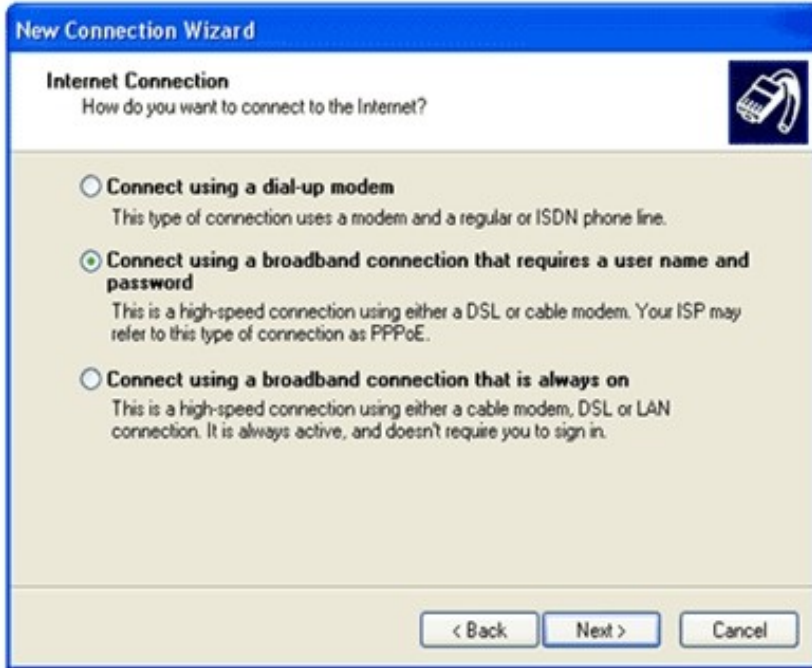 New Connection Wizard
Internet Connection
How do you want to connect to the Internet?
Connect using a dial-up modem
This type of connection uses a modem and a regular or ISDN phone line.
Connect using a broadband connection that requires a user name and
password
This is a high-speed connection using either a DSL or cable modem. Your ISP may
refer to this type of connection as PPPoE.
Connect using a broadband connection that is always on
This is a high-speed connection using either a cable modem, DSL or LAN
connection. It is always active, and doesn't require you to sign in.
< Back Next > Cancel